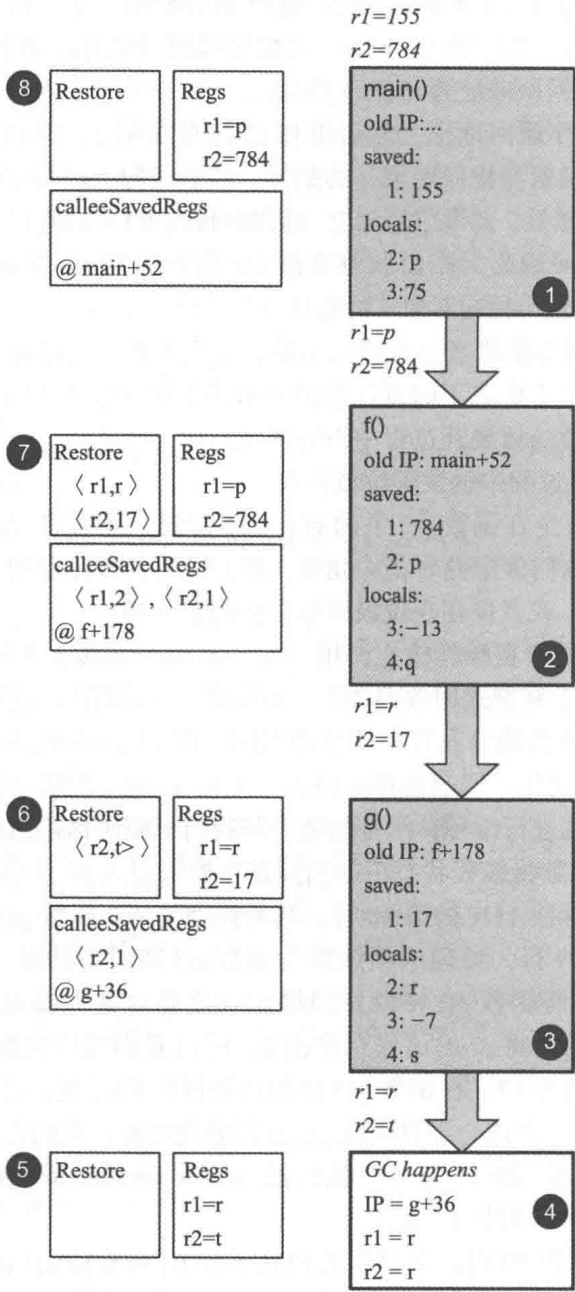 r1=155
r2=784
8
Restore
Regs
r1=p
r2=784
calleeSavedRegs
@ main+52
main()
old IP:...
saved:
1: 155
locals:
2: p
3:75
1
r1=p
r2=784
7
Restore
〈 r1,r 〉
〈 r2,17 〉
Regs
r1=p
r2=784
calleeSavedRegs
〈 r1,2 〉,〈 r2,1 〉
@ f+178
f()
old IP: main+52
saved:
1: 784
2: p
locals:
3:−13
4:q
2
r1=r
r2=17
6
Restore
〈 r2,t>〉
Regs
r1=r
r2=17
calleeSavedRegs
〈 r2,1 〉
@ g+36
g()
old IP: f+178
saved:
1: 17
locals:
2: r
3: −7
4: s
3
r1=r
r2=t
5
Restore
Regs
r1=r
r2=t
GC happens
IP = g+36
r1 = r
r2 = r
4